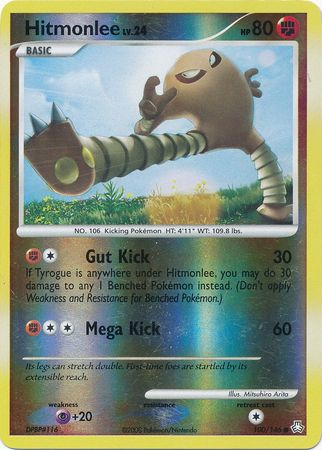 Hitmonlee LV.24 HP 80
BASIC
NO. 106 Kicking Pokémon HT: 4'11" WT: 109.8 lbs.
Gut Kick 30
If Tyrogue is anywhere under Hitmonlee, you may do 30
damage to any 1 Benched Pokémon instead. (Don't apply
Weakness and Resistance for Benched Pokémon.)
Mega Kick 60
Its legs can stretch double. First-time foes are startled by its
extensible reach.
Illus. Mitsuhiro Arita
weakness resistance retreat cost
+20
DPBP#116 ©2008 Pokémon/Nintendo 100/146